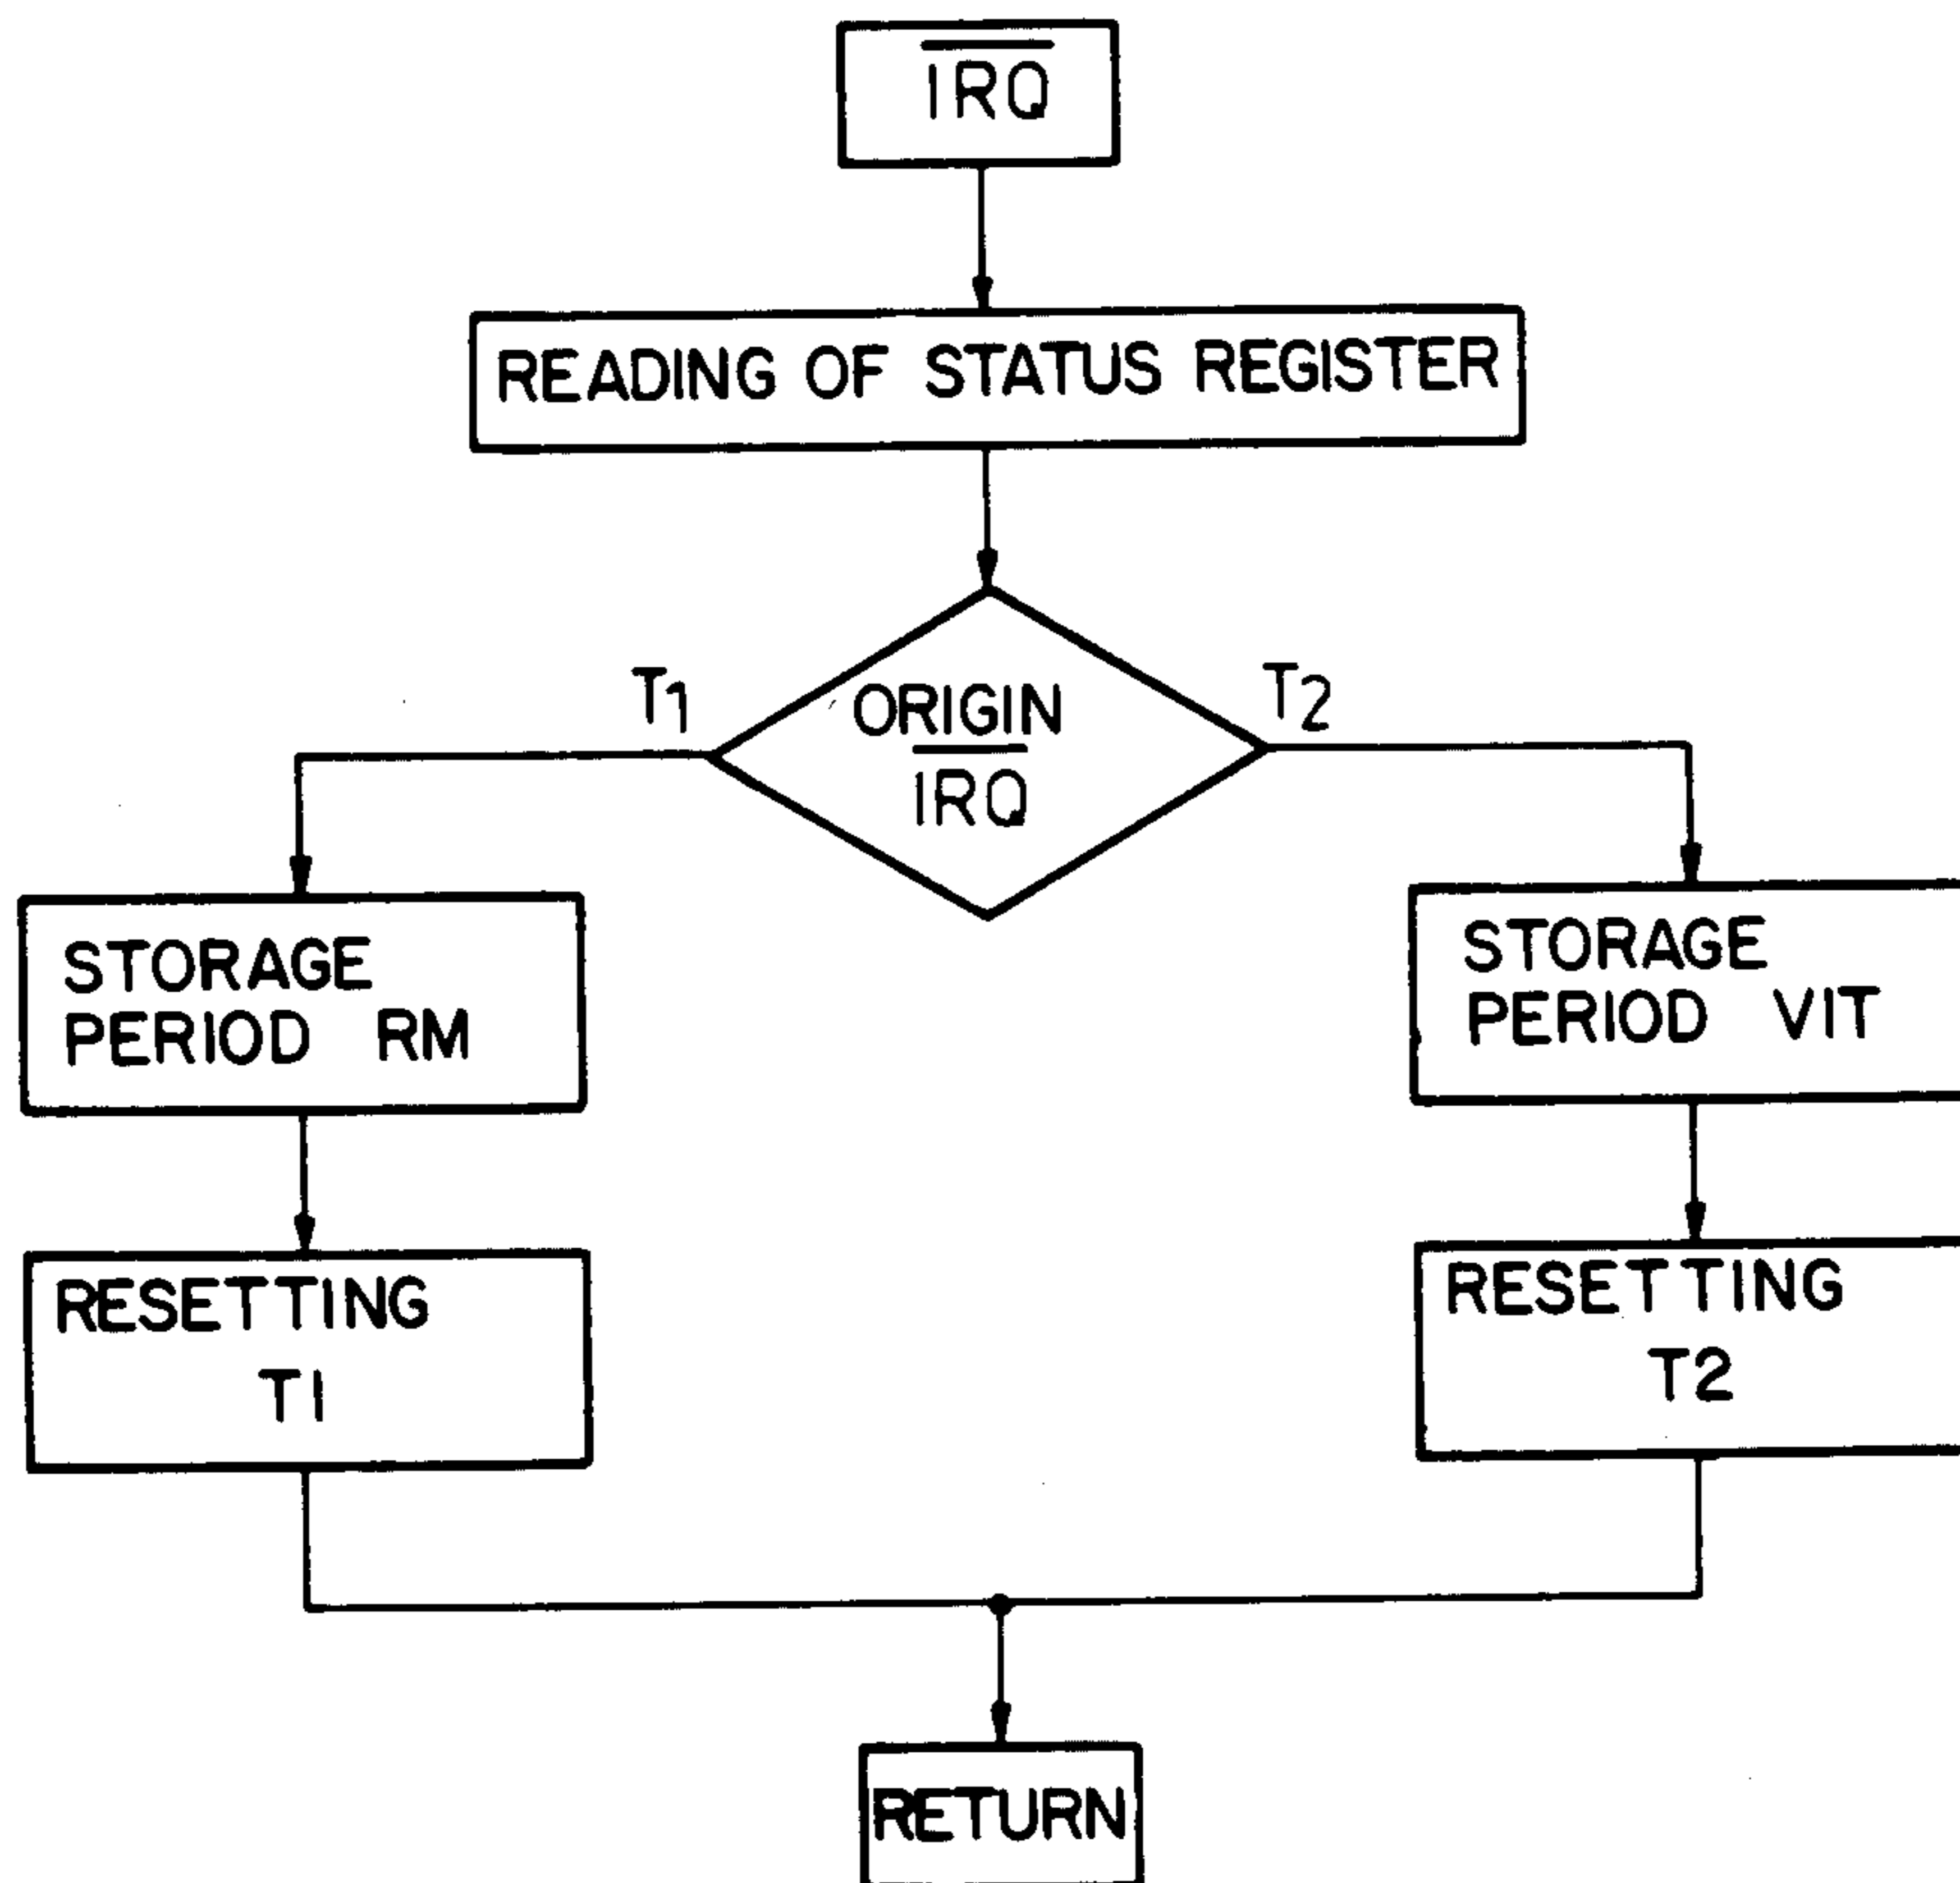 IRQ
READING OF STATUS REGISTER
T1
ORIGIN
IRQ
T2
STORAGE
PERIOD RM
STORAGE
PERIOD VIT
RESETTING
T1
RESETTING
T2
RETURN